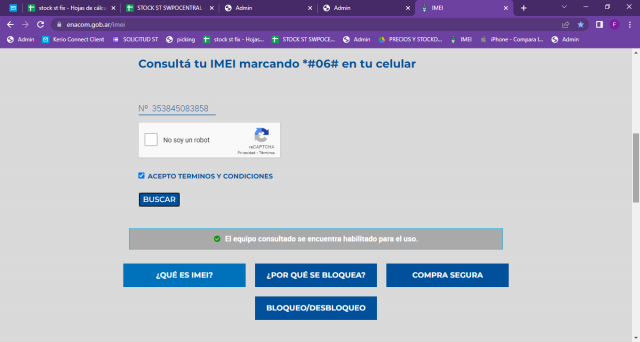 stock st fix - Hojas de cálc
STOCK ST SWPOCENTRAL
Admin
Admin
IMEI
enacom.gob.ar/imei
Admin
Kerio Connect Client
SOLICITUD ST
picking
stock st fix - Hojas...
STOCK ST SWPOCE...
Admin
PRECIOS Y STOCKD...
IMEI
iPhone - Compara l...
Admin
Consultá tu IMEI marcando *#06# en tu celular
Nº 353845083858
No soy un robot
reCAPTCHA
Privacidad - Términos
ACEPTO TERMINOS Y CONDICIONES
BUSCAR
El equipo consultado se encuentra habilitado para el uso.
¿QUÉ ES IMEI?
¿POR QUÉ SE BLOQUEA?
COMPRA SEGURA
BLOQUEO/DESBLOQUEO